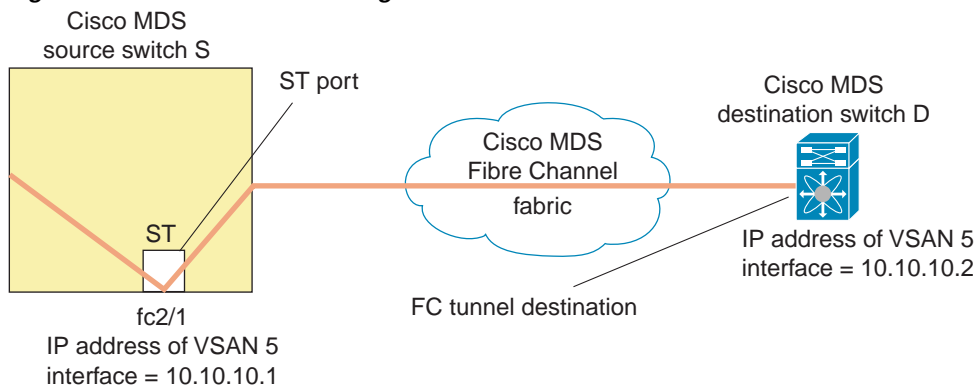 Cisco MDS
source switch S
ST port
Cisco MDS
destination switch D
Cisco MDS
Fibre Channel
fabric
ST
fc2/1
IP address of VSAN 5
interface = 10.10.10.1
FC tunnel destination
IP address of VSAN 5
interface = 10.10.10.2